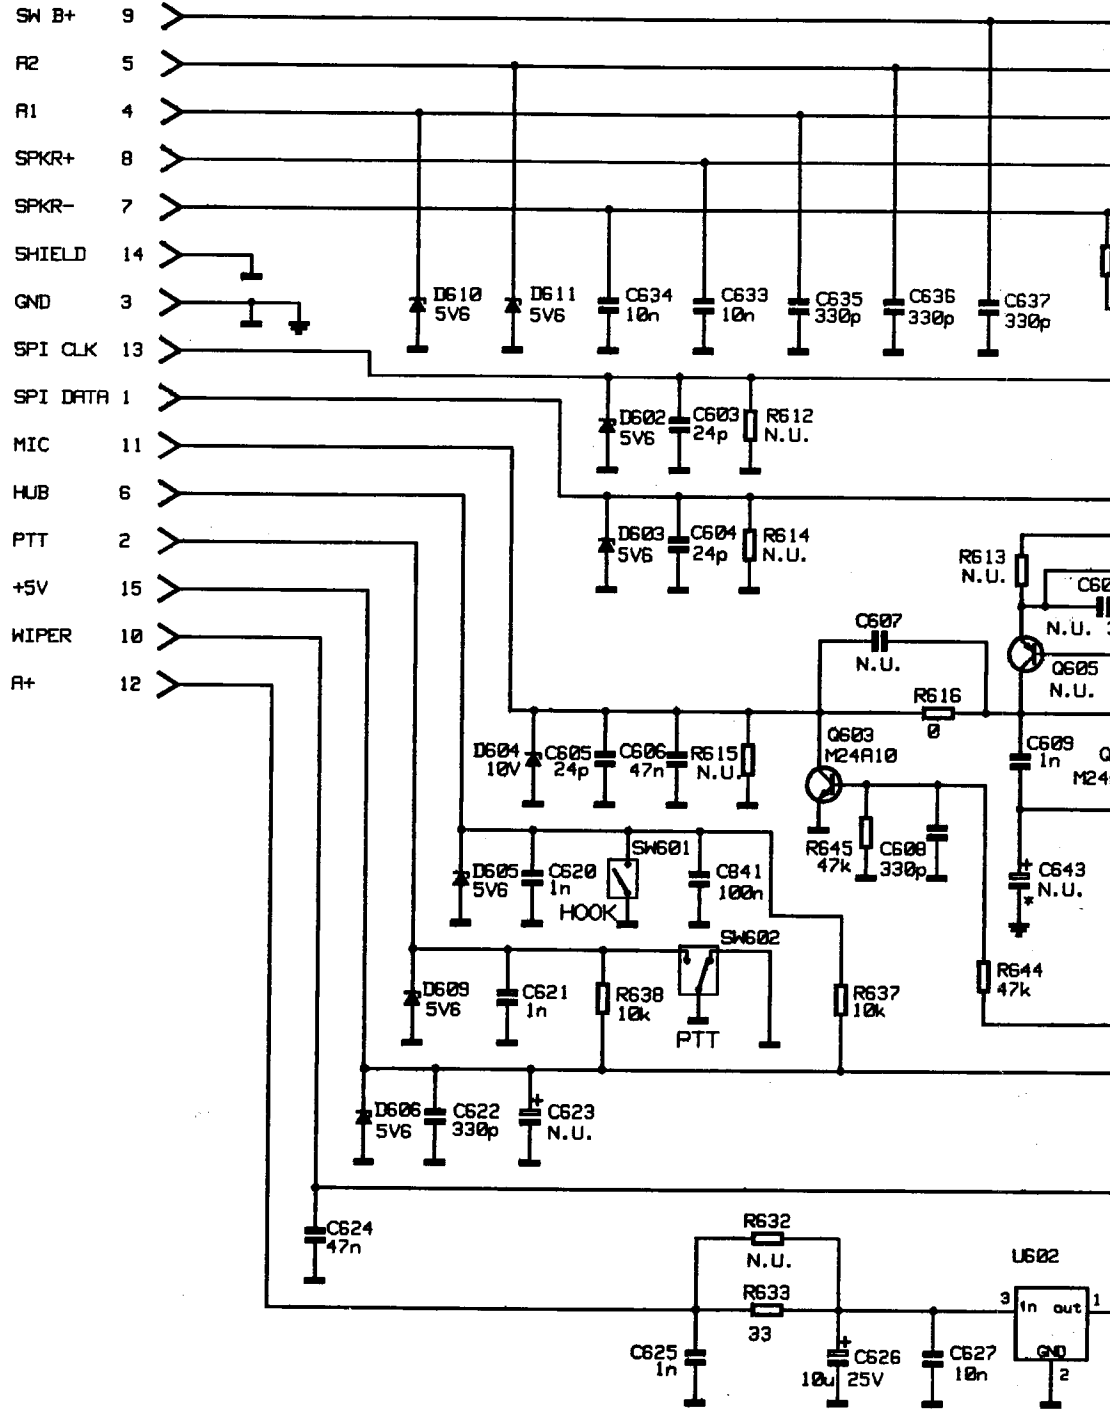 SW B+ 9
A2 5
A1 4
SPKR+ 8
SPKR- 7
SHIELD 14
GND 3
SPI CLK 13
SPI DATA 1
MIC 11
HUB 6
PTT 2
+5V 15
WIPER 10
A+ 12
D610
5V6
D611
5V6
C634
10n
C633
10n
C635
330p
C636
330p
C637
330p
D602
5V6
C603
24p
R612
N.U.
D603
5V6
C604
24p
R614
N.U.
R613
N.U.
C60
N.U.
C607
N.U.
Q605
N.U.
R616
0
D604
10V
C605
24p
C606
47n
R615
N.U.
Q603
M24A10
C609
1n
Q
M24
R645
47k
C608
330p
C643
N.U.
*
+
D605
5V6
C620
1n
SW601
HOOK
C841
100n
SW602
PTT
D609
5V6
C621
1n
R638
10k
R637
10k
R644
47k
D606
5V6
C622
330p
+
C623
N.U.
C624
47n
R632
N.U.
R633
33
U602
3 in out 1
GND
2
C625
1n
+
C626
10u 25V
C627
10n